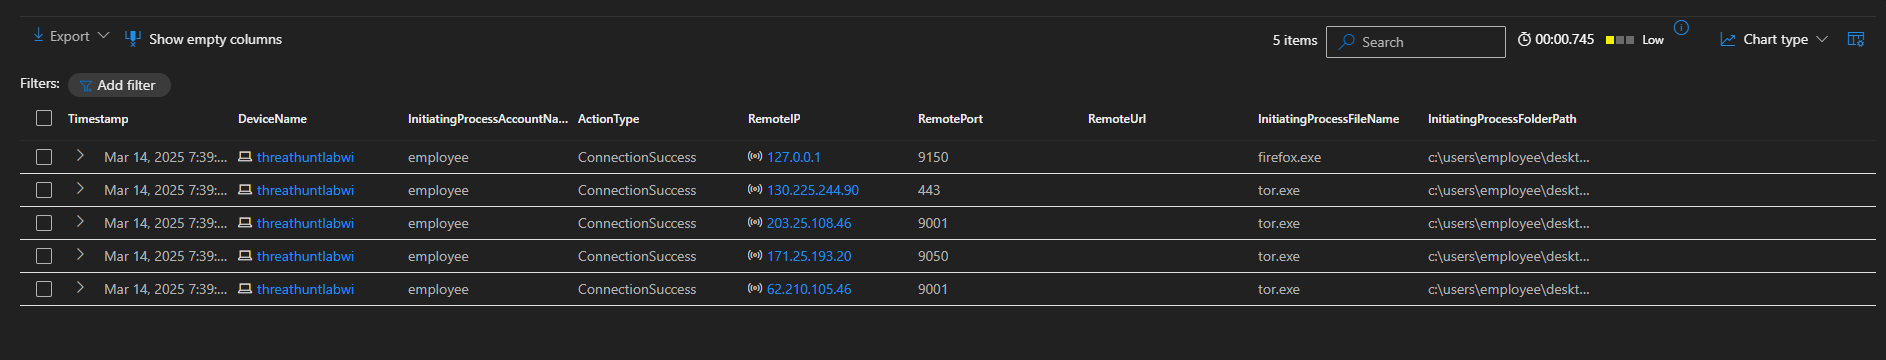 Export Show empty columns 5 items Search 00:00.745 Low Chart type
Filters: Add filter
Timestamp DeviceName InitiatingProcessAccountNa... ActionType RemoteIP RemotePort RemoteUrl InitiatingProcessFileName InitiatingProcessFolderPath
Mar 14, 2025 7:39:... threathuntlabwi employee ConnectionSuccess 127.0.0.1 9150 firefox.exe c:\users\employee\deskt...
Mar 14, 2025 7:39:... threathuntlabwi employee ConnectionSuccess 130.225.244.90 443 tor.exe c:\users\employee\deskt...
Mar 14, 2025 7:39:... threathuntlabwi employee ConnectionSuccess 203.25.108.46 9001 tor.exe c:\users\employee\deskt...
Mar 14, 2025 7:39:... threathuntlabwi employee ConnectionSuccess 171.25.193.20 9050 tor.exe c:\users\employee\deskt...
Mar 14, 2025 7:39:... threathuntlabwi employee ConnectionSuccess 62.210.105.46 9001 tor.exe c:\users\employee\deskt...